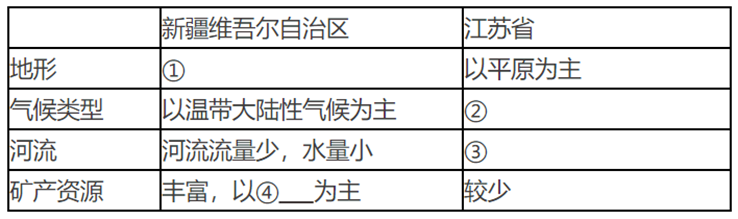 新疆维吾尔自治区 江苏省
地形 ① 以平原为主
气候类型 以温带大陆性气候为主 ②
河流 河流流量少，水量小 ③
矿产资源 丰富，以④___为主 较少